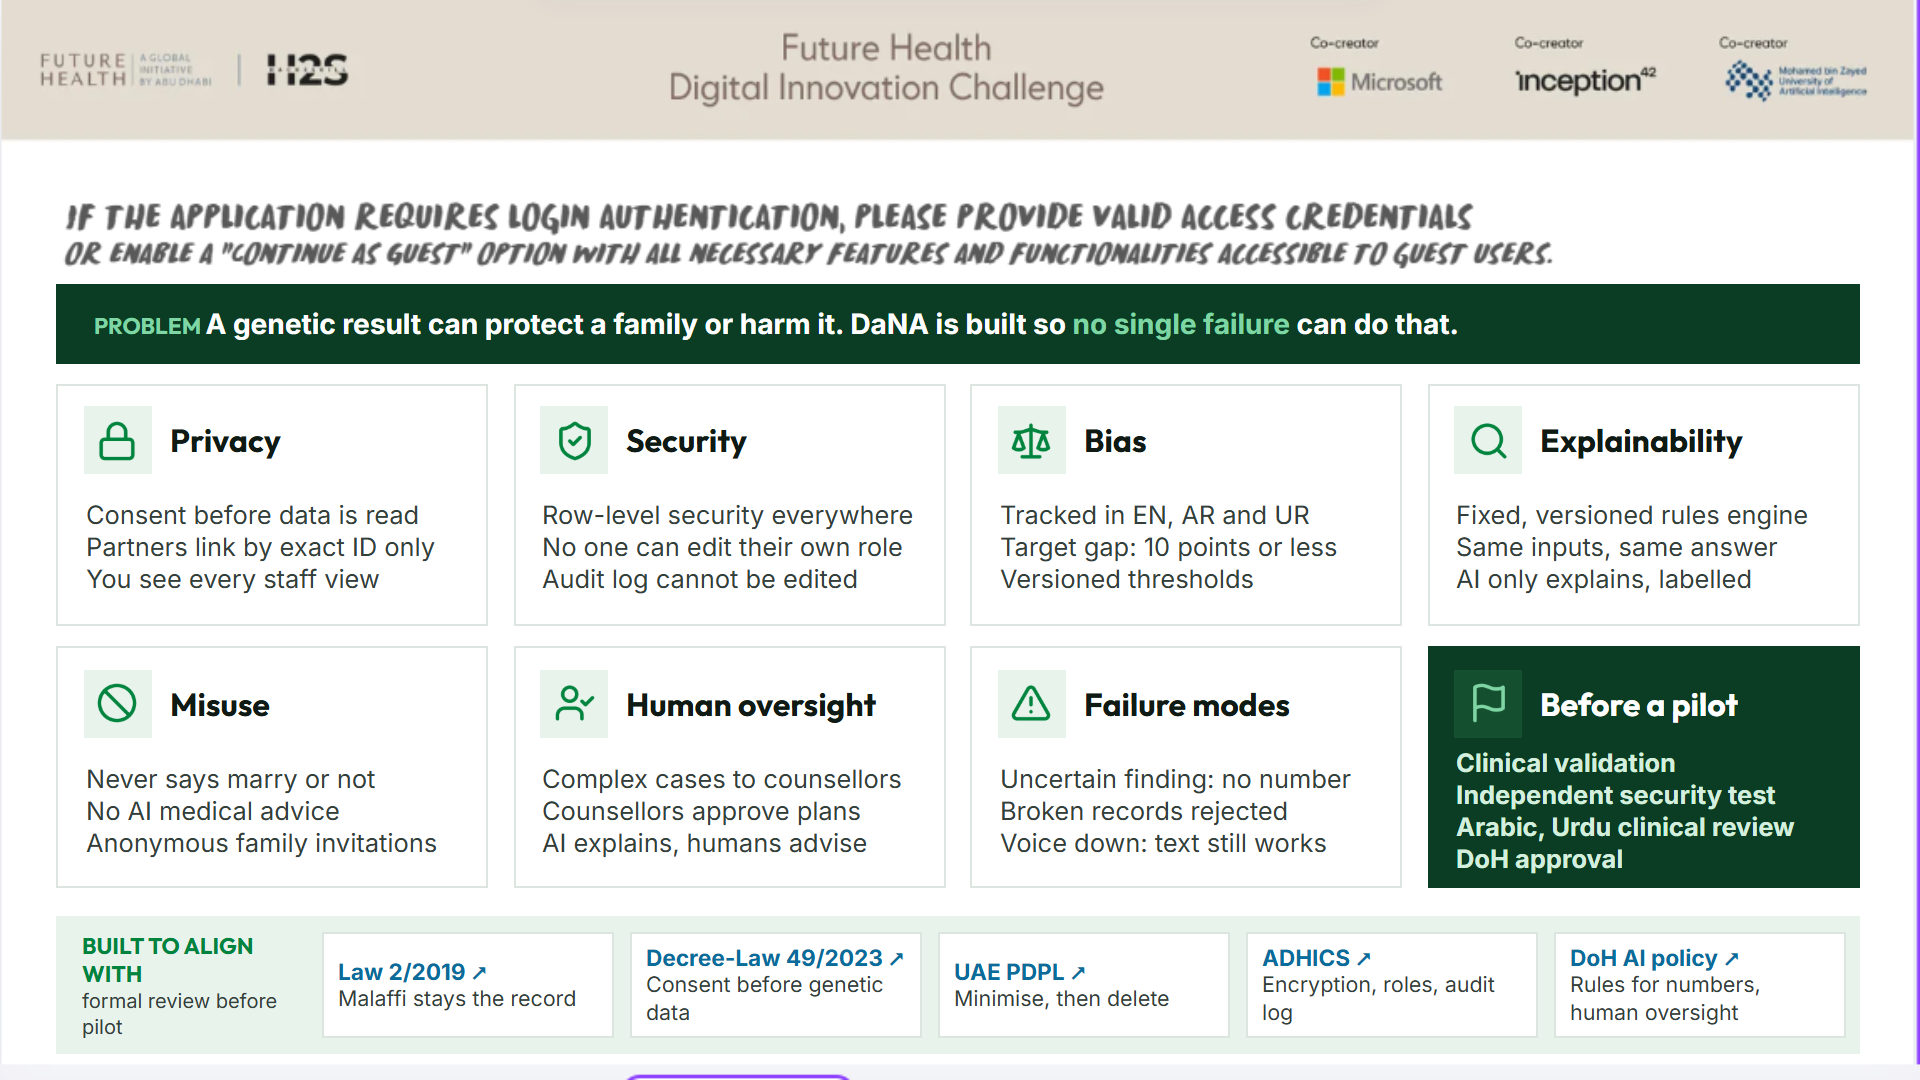 FUTURE HEALTH
A GLOBAL INITIATIVE BY ABU DHABI
H2S
Future Health
Digital Innovation Challenge
Co-creator
Microsoft
Co-creator
inception42
Co-creator
Mohamed bin Zayed University of Artificial Intelligence
IF THE APPLICATION REQUIRES LOGIN AUTHENTICATION, PLEASE PROVIDE VALID ACCESS CREDENTIALS
OR ENABLE A "CONTINUE AS GUEST" OPTION WITH ALL NECESSARY FEATURES AND FUNCTIONALITIES ACCESSIBLE TO GUEST USERS.
PROBLEM A genetic result can protect a family or harm it. DaNA is built so no single failure can do that.
Privacy
Consent before data is read
Partners link by exact ID only
You see every staff view
Security
Row-level security everywhere
No one can edit their own role
Audit log cannot be edited
Bias
Tracked in EN, AR and UR
Target gap: 10 points or less
Versioned thresholds
Explainability
Fixed, versioned rules engine
Same inputs, same answer
AI only explains, labelled
Misuse
Never says marry or not
No AI medical advice
Anonymous family invitations
Human oversight
Complex cases to counsellors
Counsellors approve plans
AI explains, humans advise
Failure modes
Uncertain finding: no number
Broken records rejected
Voice down: text still works
Before a pilot
Clinical validation
Independent security test
Arabic, Urdu clinical review
DoH approval
BUILT TO ALIGN
WITH
formal review before
pilot
Law 2/2019 ↗
Malaffi stays the record
Decree-Law 49/2023 ↗
Consent before genetic
data
UAE PDPL ↗
Minimise, then delete
ADHICS ↗
Encryption, roles, audit
log
DoH AI policy ↗
Rules for numbers,
human oversight